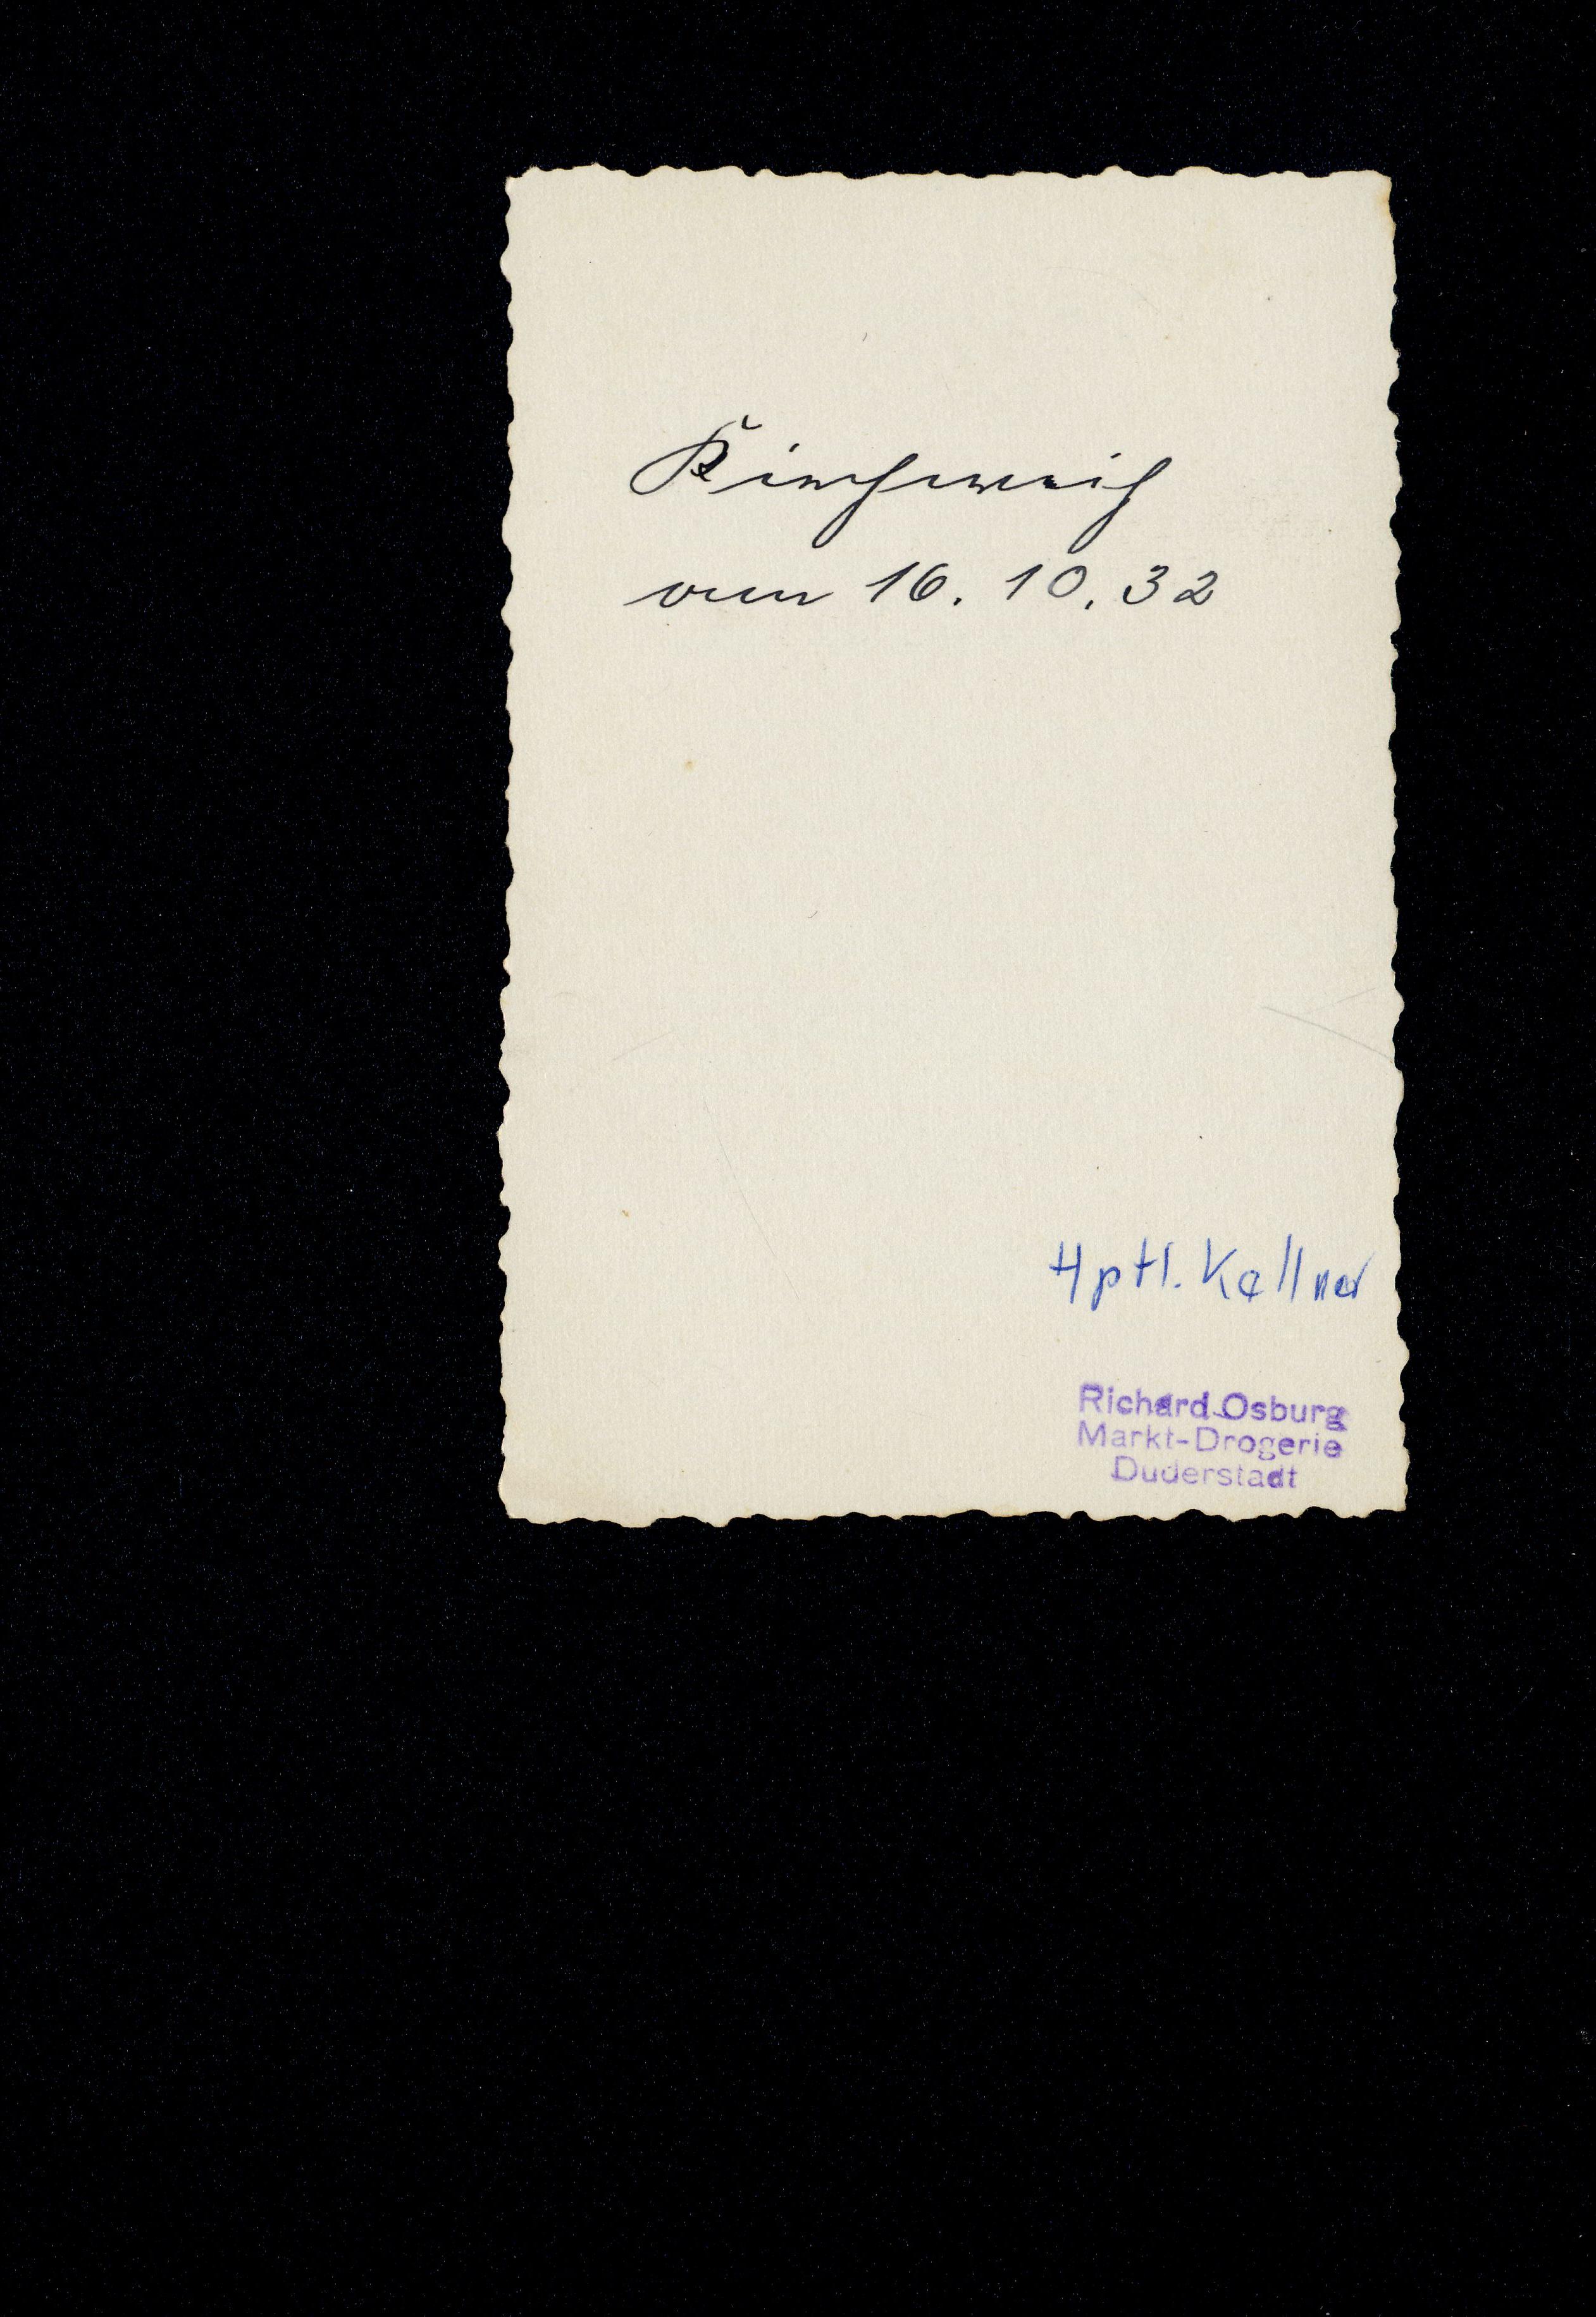 Kirchweih
am 16. 10. 32
Hptl. Kellner
Richard Osburg
Markt-Drogerie
Duderstadt